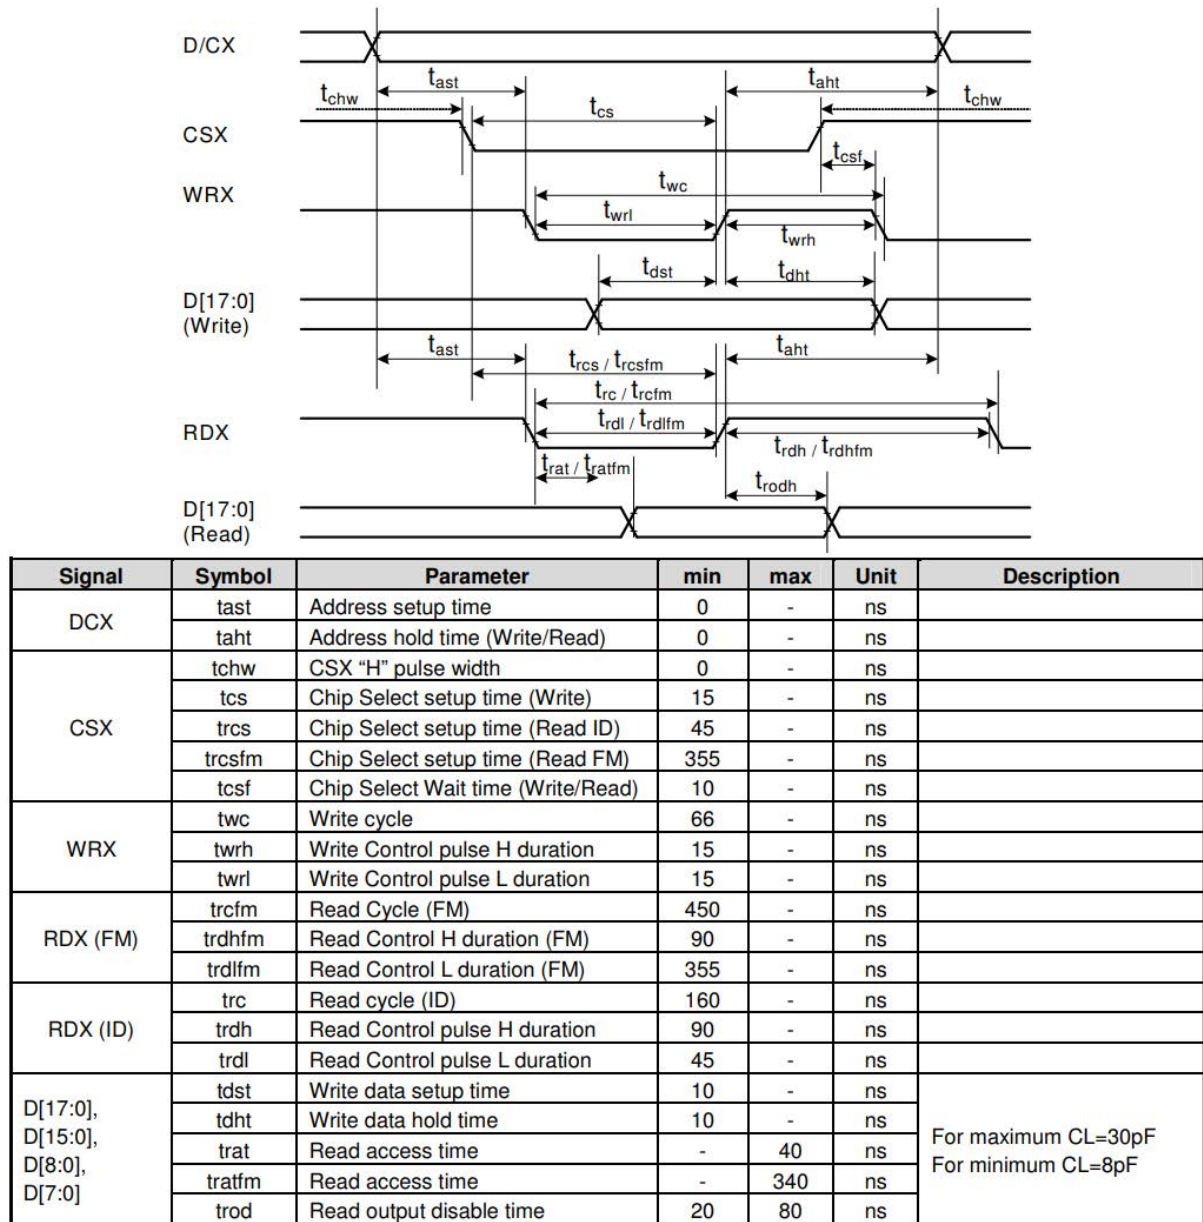 D/CX
tast
taht
tchw
tchw
tcs
CSX
tcsf
WRX
twc
twrl
twrh
tdst
tdht
D[17:0]
(Write)
tast
taht
trcs / trcsfm
trc / trcfm
trdl / trdlfm
RDX
trdh / trdhfm
trat / tratfm
trodh
D[17:0]
(Read)
Signal Symbol Parameter min max Unit Description
DCX
tast Address setup time 0 - ns
taht Address hold time (Write/Read) 0 - ns
CSX
tchw CSX “H” pulse width 0 - ns
tcs Chip Select setup time (Write) 15 - ns
trcs Chip Select setup time (Read ID) 45 - ns
trcsfm Chip Select setup time (Read FM) 355 - ns
tcsf Chip Select Wait time (Write/Read) 10 - ns
WRX
twc Write cycle 66 - ns
twrh Write Control pulse H duration 15 - ns
twrl Write Control pulse L duration 15 - ns
RDX (FM)
trcfm Read Cycle (FM) 450 - ns
trdhfm Read Control H duration (FM) 90 - ns
trdlfm Read Control L duration (FM) 355 - ns
RDX (ID)
trc Read cycle (ID) 160 - ns
trdh Read Control pulse H duration 90 - ns
trdl Read Control pulse L duration 45 - ns
D[17:0],
D[15:0],
D[8:0],
D[7:0]
tdst Write data setup time 10 - ns
tdht Write data hold time 10 - ns
trat Read access time - 40 ns
tratfm Read access time - 340 ns
trod Read output disable time 20 80 ns
For maximum CL=30pF
For minimum CL=8pF